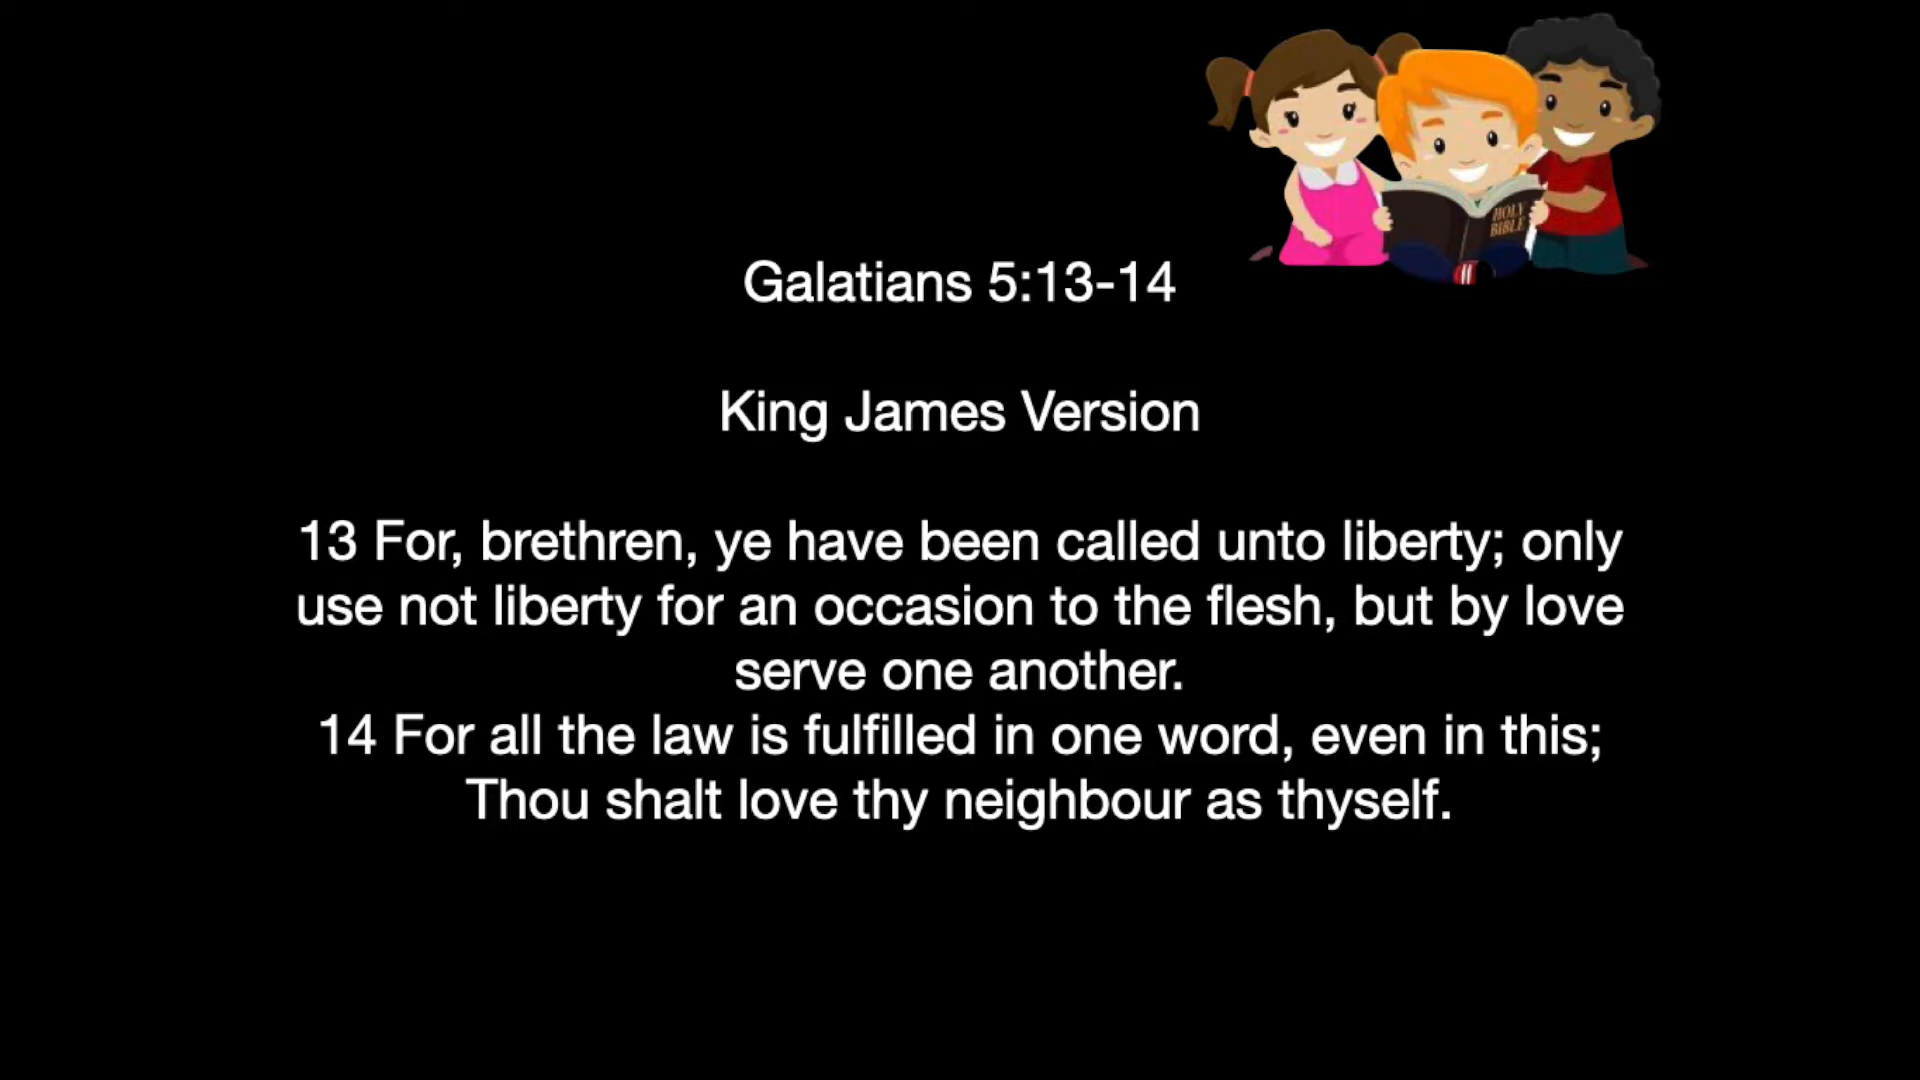 HOLY
BIBLE
Galatians 5:13-14
King James Version
13 For, brethren, ye have been called unto liberty; only
use not liberty for an occasion to the flesh, but by love
serve one another.
14 For all the law is fulfilled in one word, even in this;
Thou shalt love thy neighbour as thyself.